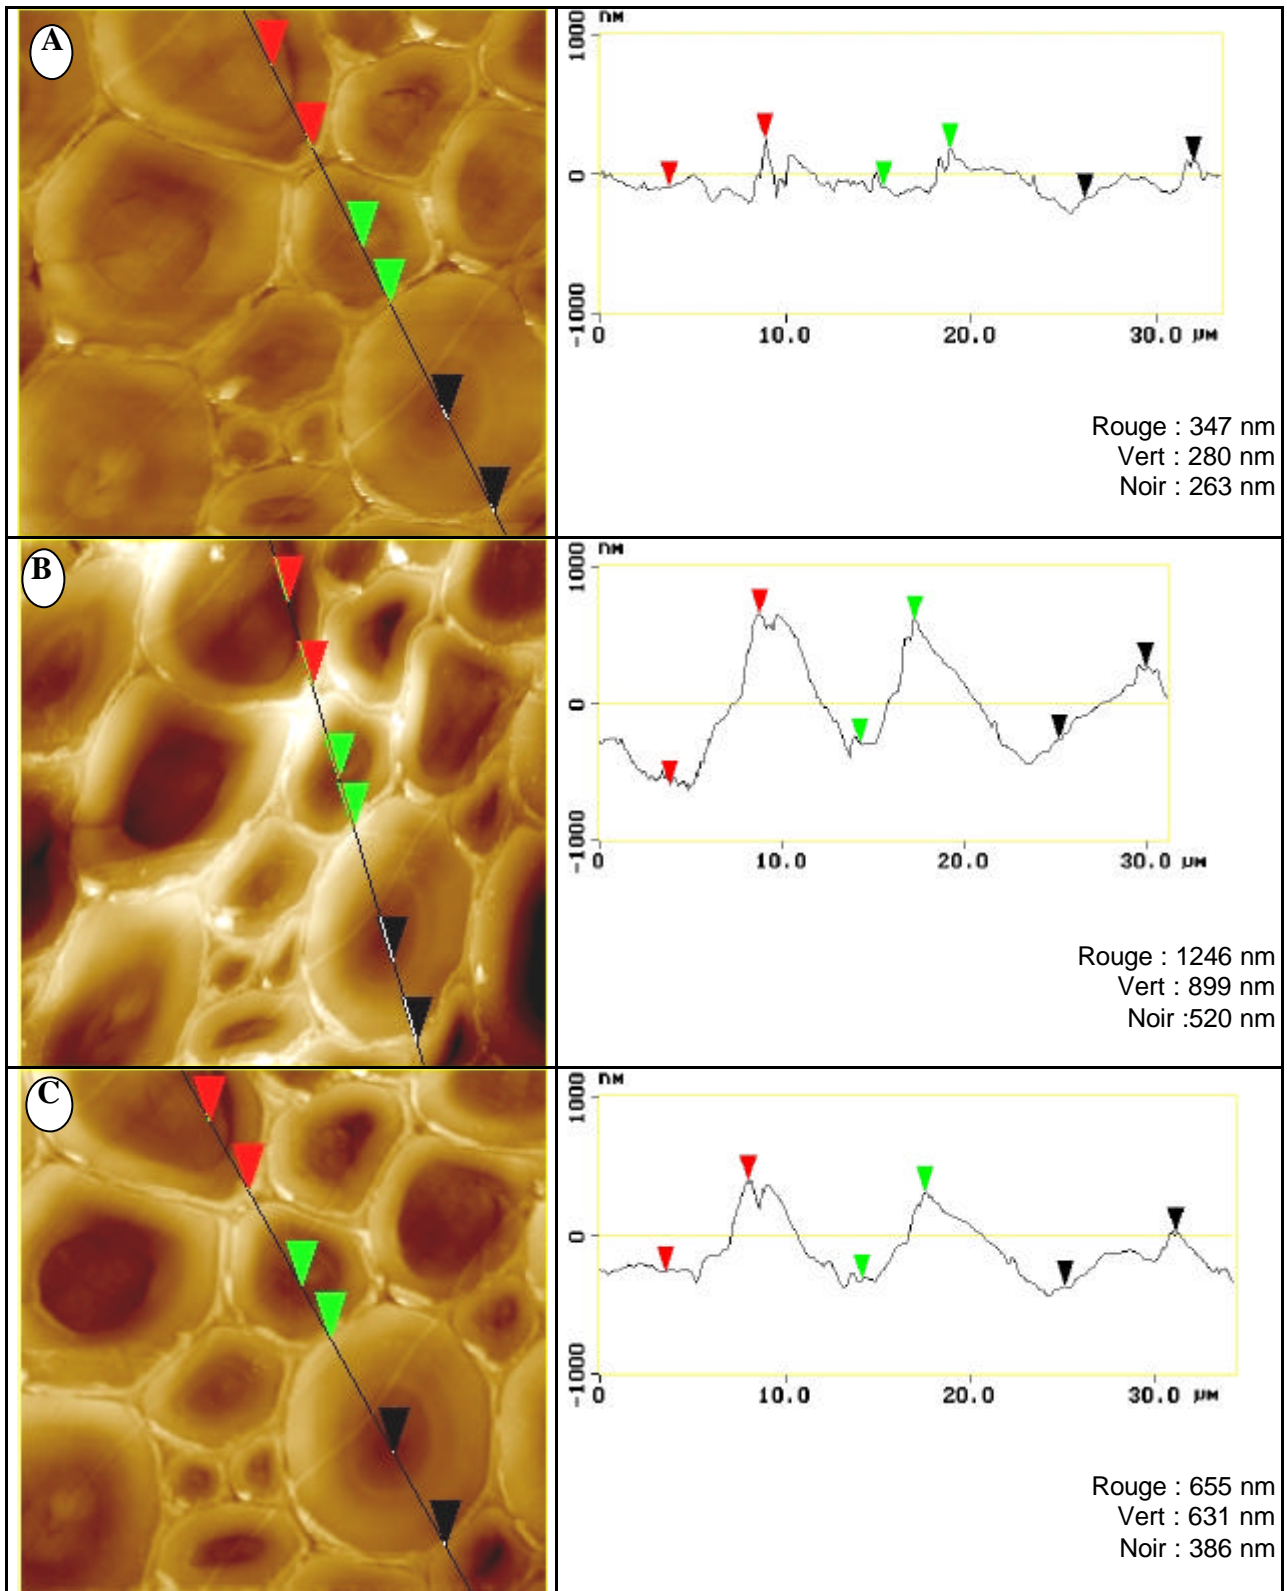 A
nM
1000
0
-1000
0 10.0 20.0 30.0 µM
Rouge : 347 nm
Vert : 280 nm
Noir : 263 nm
B
nM
1000
0
-1000
0 10.0 20.0 30.0 µM
Rouge : 1246 nm
Vert : 899 nm
Noir :520 nm
C
nM
1000
0
-1000
0 10.0 20.0 30.0 µM
Rouge : 655 nm
Vert : 631 nm
Noir : 386 nm